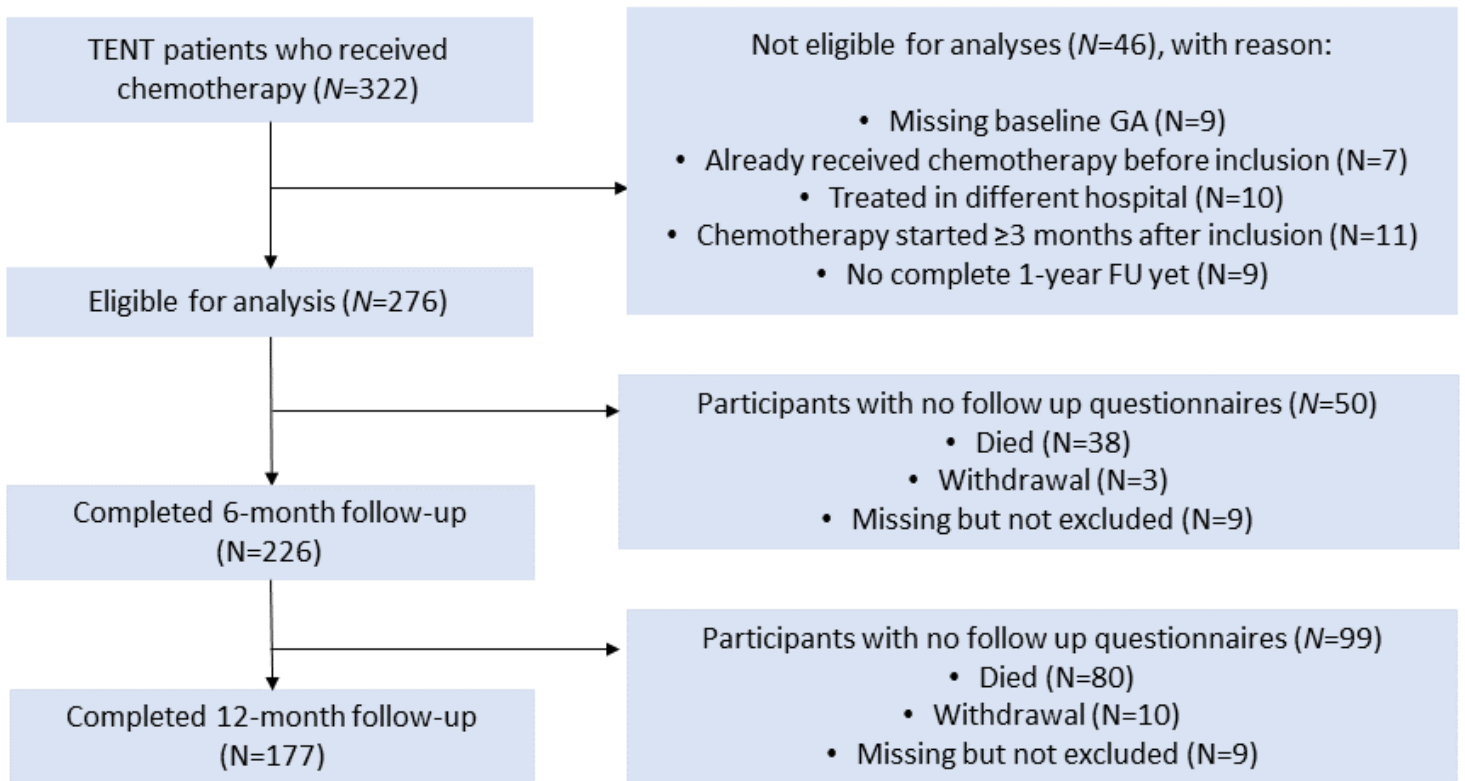 TENT patients who received
chemotherapy (N=322)
Not eligible for analyses (N=46), with reason:
• Missing baseline GA (N=9)
• Already received chemotherapy before inclusion (N=7)
• Treated in different hospital (N=10)
• Chemotherapy started ≥3 months after inclusion (N=11)
• No complete 1-year FU yet (N=9)
Eligible for analysis (N=276)
Participants with no follow up questionnaires (N=50)
• Died (N=38)
• Withdrawal (N=3)
• Missing but not excluded (N=9)
Completed 6-month follow-up
(N=226)
Participants with no follow up questionnaires (N=99)
• Died (N=80)
• Withdrawal (N=10)
• Missing but not excluded (N=9)
Completed 12-month follow-up
(N=177)